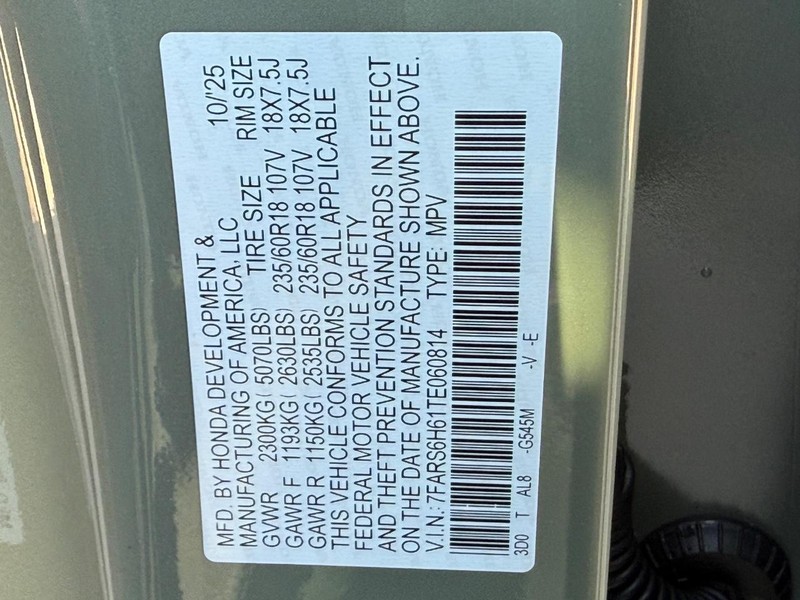 MFD. BY HONDA DEVELOPMENT & 10/'25
MANUFACTURING OF AMERICA, LLC
TIRE SIZE RIM SIZE
GVWR 2300KG ( 5070LBS)
GAWR F 1193KG ( 2630LBS) 235/60R18 107V 18X7.5J
GAWR R 1150KG ( 2535LBS) 235/60R18 107V 18X7.5J
THIS VEHICLE CONFORMS TO ALL APPLICABLE
FEDERAL MOTOR VEHICLE SAFETY
AND THEFT PREVENTION STANDARDS IN EFFECT
ON THE DATE OF MANUFACTURE SHOWN ABOVE.
V.I.N.: 7FARS6H61TE060814 TYPE: MPV
3D0 T AL8 -G545M -V -E